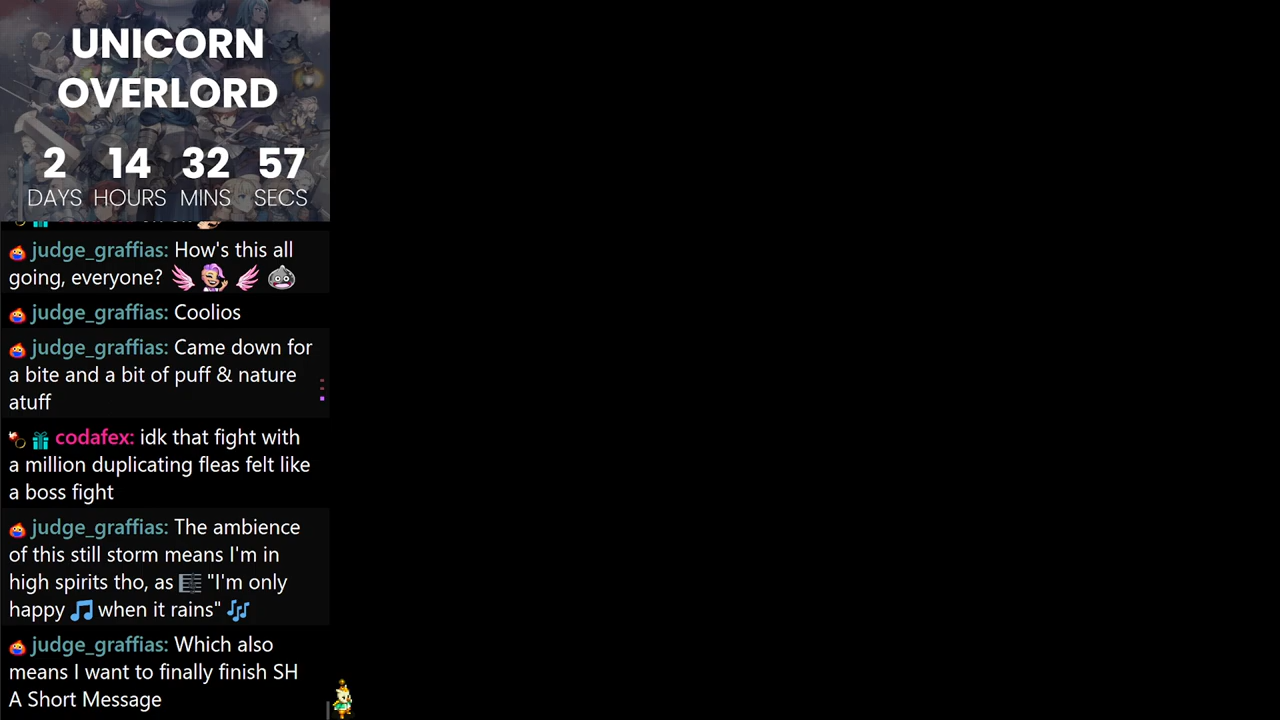 UNICORN
OVERLORD
2 14 32 57
DAYS HOURS MINS SECS
judge_graffias: How's this all
going, everyone?
judge_graffias: Coolios
judge_graffias: Came down for
a bite and a bit of puff & nature
atuff
codafex: idk that fight with
a million duplicating fleas felt like
a boss fight
judge_graffias: The ambience
of this still storm means I'm in
high spirits tho, as 🎼 "I'm only
happy 🎵 when it rains" 🎶
judge_graffias: Which also
means I want to finally finish SH
A Short Message